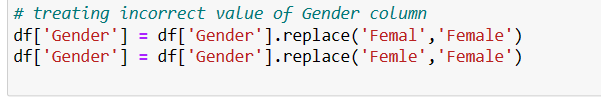 # treating incorrect value of Gender column
df['Gender'] = df['Gender'].replace('Femal','Female')
df['Gender'] = df['Gender'].replace('Femle','Female')